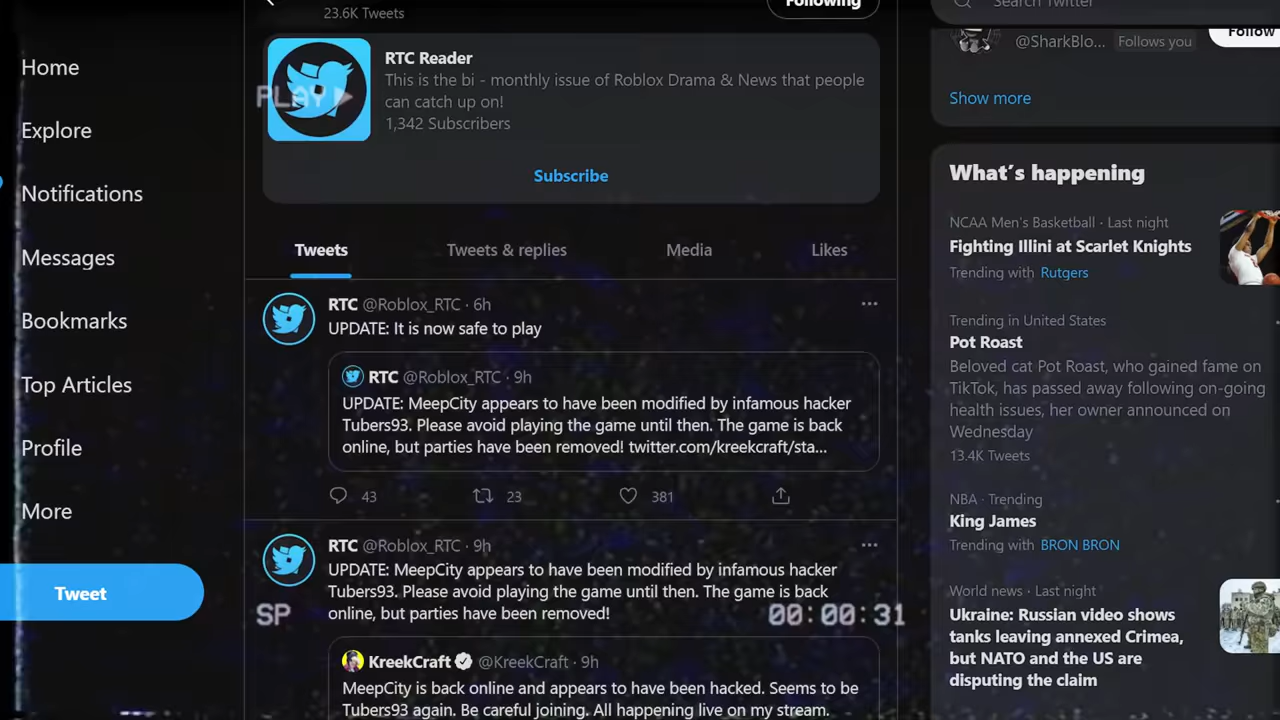 Home
Explore
Notifications
Messages
Bookmarks
Top Articles
Profile
More
Tweet
23.6K Tweets
Following
RTC Reader
This is the bi - monthly issue of Roblox Drama & News that people
can catch up on!
1,342 Subscribers
PLAY
Subscribe
Tweets
Tweets & replies
Media
Likes
RTC @Roblox_RTC · 6h
UPDATE: It is now safe to play
RTC @Roblox_RTC · 9h
UPDATE: MeepCity appears to have been modified by infamous hacker
Tubers93. Please avoid playing the game until then. The game is back
online, but parties have been removed! twitter.com/kreekcraft/sta...
43
23
381
RTC @Roblox_RTC · 9h
UPDATE: MeepCity appears to have been modified by infamous hacker
Tubers93. Please avoid playing the game until then. The game is back
online, but parties have been removed!
SP
00:00:31
KreekCraft @KreekCraft · 9h
MeepCity is back online and appears to have been hacked. Seems to be
Tubers93 again. Be careful joining. All happening live on my stream.
Search Twitter
@SharkBlo... Follows you
Follow
Show more
What's happening
NCAA Men's Basketball · Last night
Fighting Illini at Scarlet Knights
Trending with Rutgers
Trending in United States
Pot Roast
Beloved cat Pot Roast, who gained fame on
TikTok, has passed away following on-going
health issues, her owner announced on
Wednesday
13.4K Tweets
NBA · Trending
King James
Trending with BRON BRON
World news · Last night
Ukraine: Russian video shows
tanks leaving annexed Crimea,
but NATO and the US are
disputing the claim